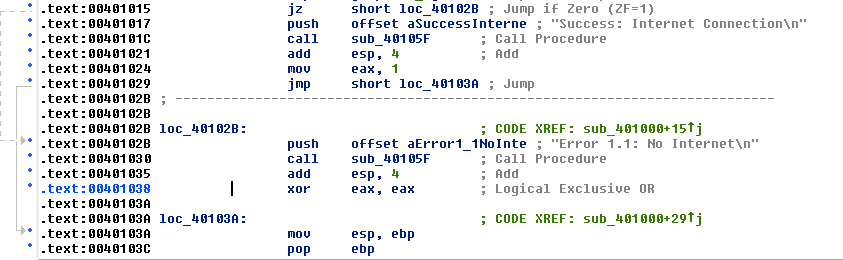 .text:00401015 jz short loc_40102B ; Jump if Zero (ZF=1)
.text:00401017 push offset aSuccessInterne ; "Success: Internet Connection\n"
.text:0040101C call sub_40105F ; Call Procedure
.text:00401021 add esp, 4 ; Add
.text:00401024 mov eax, 1
.text:00401029 jmp short loc_40103A ; Jump
.text:0040102B ; ---------------------------------------------------------------------------
.text:0040102B
.text:0040102B loc_40102B: ; CODE XREF: sub_401000+15↑j
.text:0040102B push offset aError1_1NoInte ; "Error 1.1: No Internet\n"
.text:00401030 call sub_40105F ; Call Procedure
.text:00401035 add esp, 4 ; Add
.text:00401038 xor eax, eax ; Logical Exclusive OR
.text:0040103A
.text:0040103A loc_40103A: ; CODE XREF: sub_401000+29↑j
.text:0040103A mov esp, ebp
.text:0040103C pop ebp